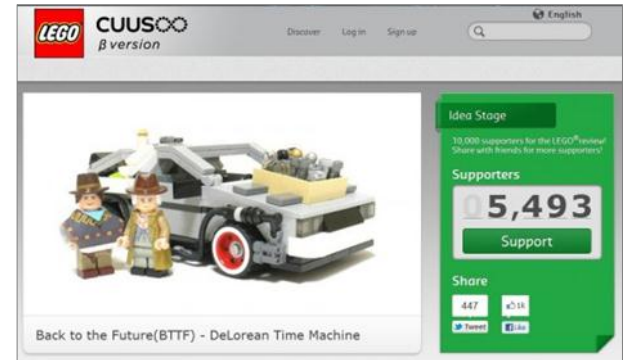 LEGO
CUUSOO
β version
Discover
Log in
Sign up
English
Idea Stage
10,000 supporters for the LEGO® review!
Share with friends for more supporters!
Supporters
05,493
Support
Share
447
1k
Tweet
Like
Back to the Future(BTTF) - DeLorean Time Machine